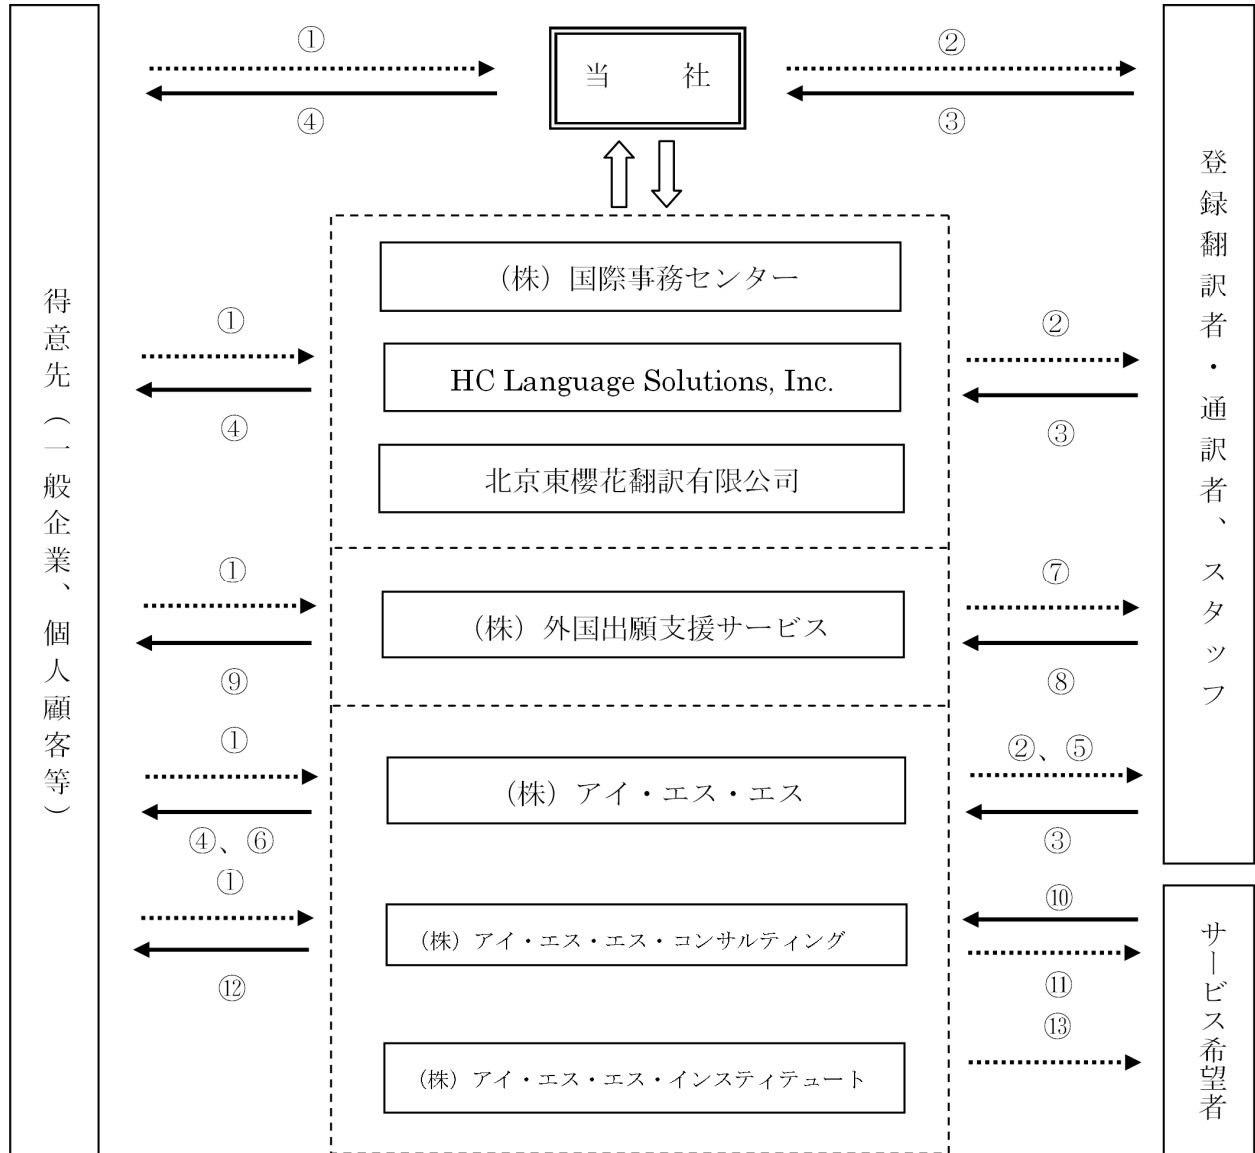 ①
当　　社
②
④
③
得意先（一般企業、個人顧客等）
登録翻訳者・通訳者、スタッフ
（株）国際事務センター
①
②
HC Language Solutions, Inc.
④
③
北京東櫻花翻訳有限公司
①
⑦
（株）外国出願支援サービス
⑨
⑧
①
②、⑤
（株）アイ・エス・エス
④、⑥
③
①
⑩
（株）アイ・エス・エス・コンサルティング
⑫
⑪
サービス希望者
⑬
（株）アイ・エス・エス・インスティテュート